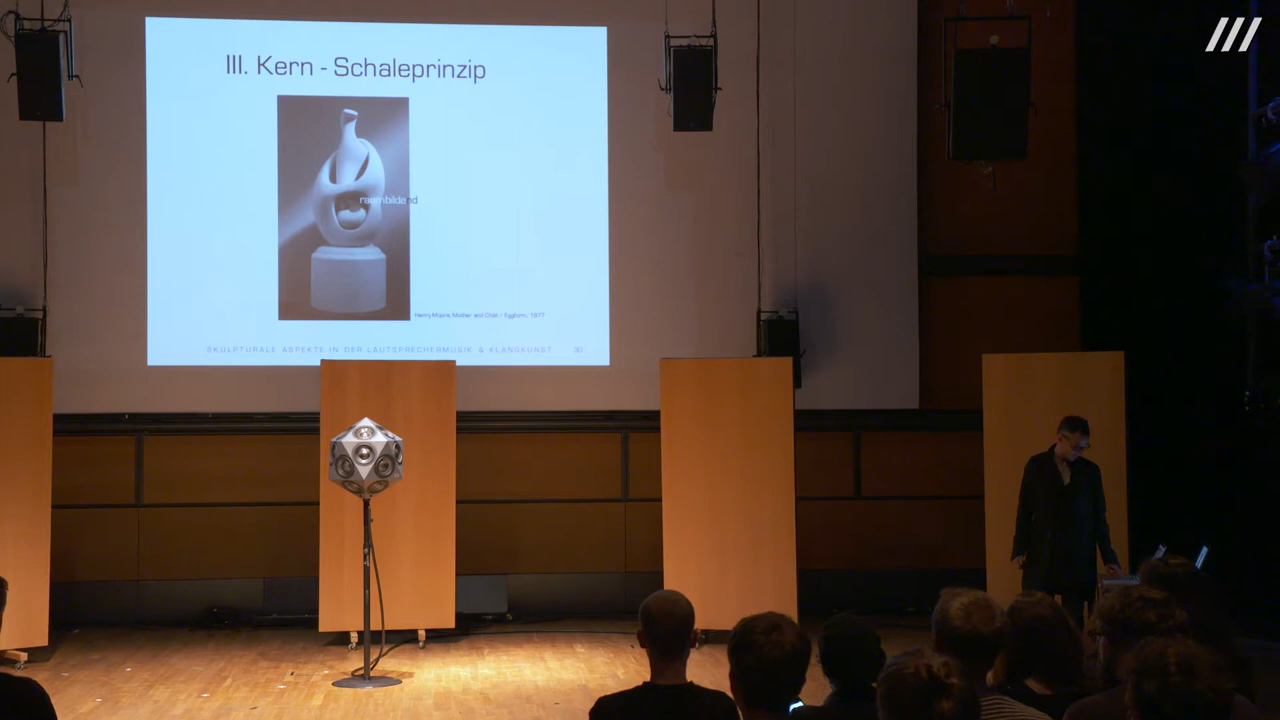 III. Kern - Schaleprinzip
raumbildend
Henry Moore, Mother and Child / Egghorn, 1977
SKULPTURALE ASPEKTE IN DER LAUTSPRECHERMUSIK & KLANGKUNST 30